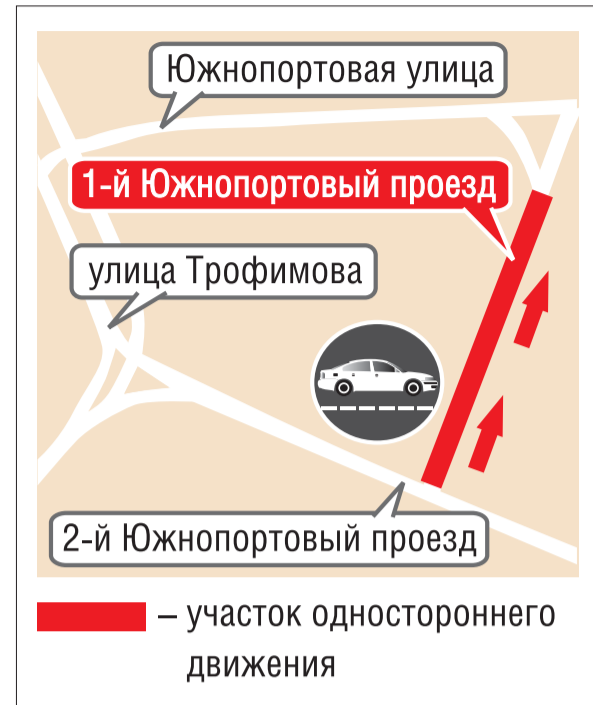 Южнопортовая улица
1-й Южнопортовый проезд
улица Трофимова
2-й Южнопортовый проезд
– участок одностороннего
движения